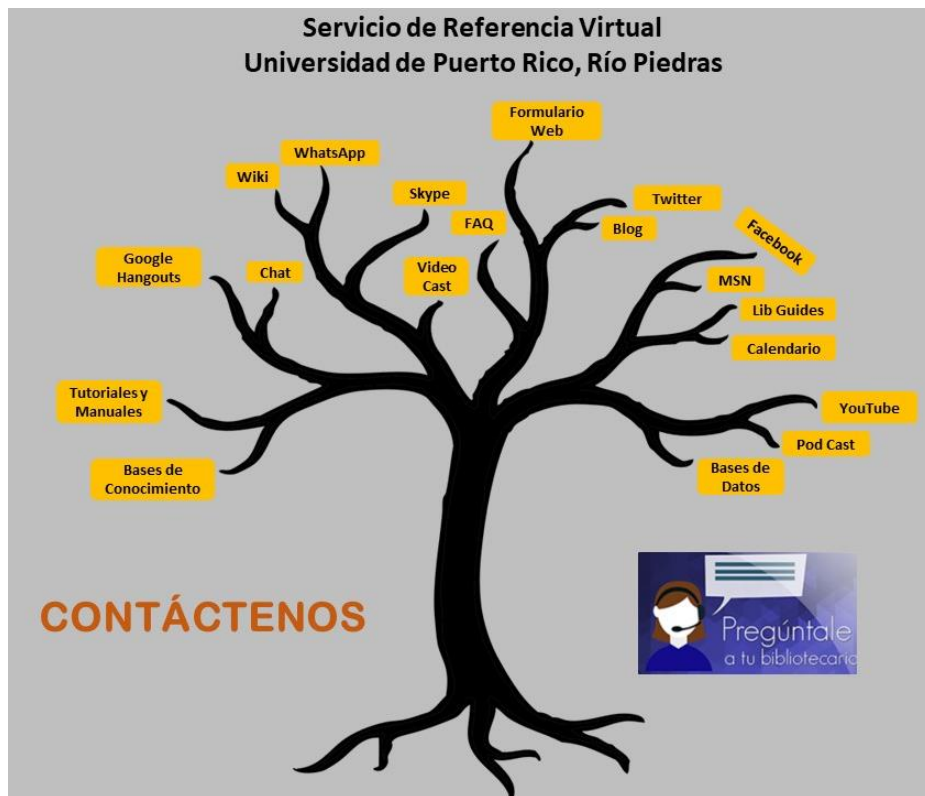 Servicio de Referencia Virtual
Universidad de Puerto Rico, Río Piedras
Formulario
Web
WhatsApp
Wiki
Skype
Twitter
FAQ
Blog
Facebook
Google
Hangouts
Chat
Video
Cast
MSN
Lib Guides
Calendario
Tutoriales y
Manuales
YouTube
Pod Cast
Bases de
Conocimiento
Bases de
Datos
CONTÁCTENOS
Pregúntale
a tu bibliotecario